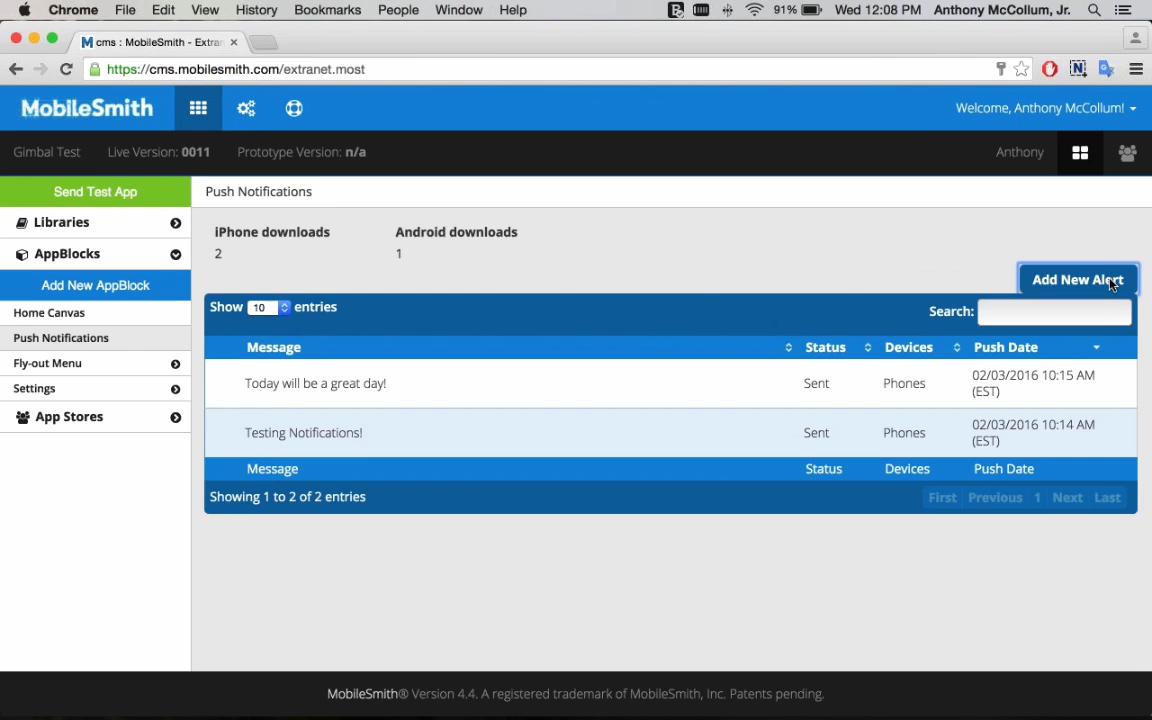 Chrome File Edit View History Bookmarks People Window Help 91% Wed 12:08 PM Anthony McCollum, Jr.
cms : MobileSmith - Extra
https://cms.mobilesmith.com/extranet.most
MobileSmith Welcome, Anthony McCollum!
Gimbal Test Live Version: 0011 Prototype Version: n/a Anthony
Send Test App
Libraries
AppBlocks
Add New AppBlock
Home Canvas
Push Notifications
Fly-out Menu
Settings
App Stores
Push Notifications
iPhone downloads Android downloads
2 1
Add New Alert
Show 10 entries Search:
Message Status Devices Push Date
Today will be a great day! Sent Phones 02/03/2016 10:15 AM
(EST)
Testing Notifications! Sent Phones 02/03/2016 10:14 AM
(EST)
Message Status Devices Push Date
Showing 1 to 2 of 2 entries First Previous 1 Next Last
MobileSmith® Version 4.4. A registered trademark of MobileSmith, Inc. Patents pending.